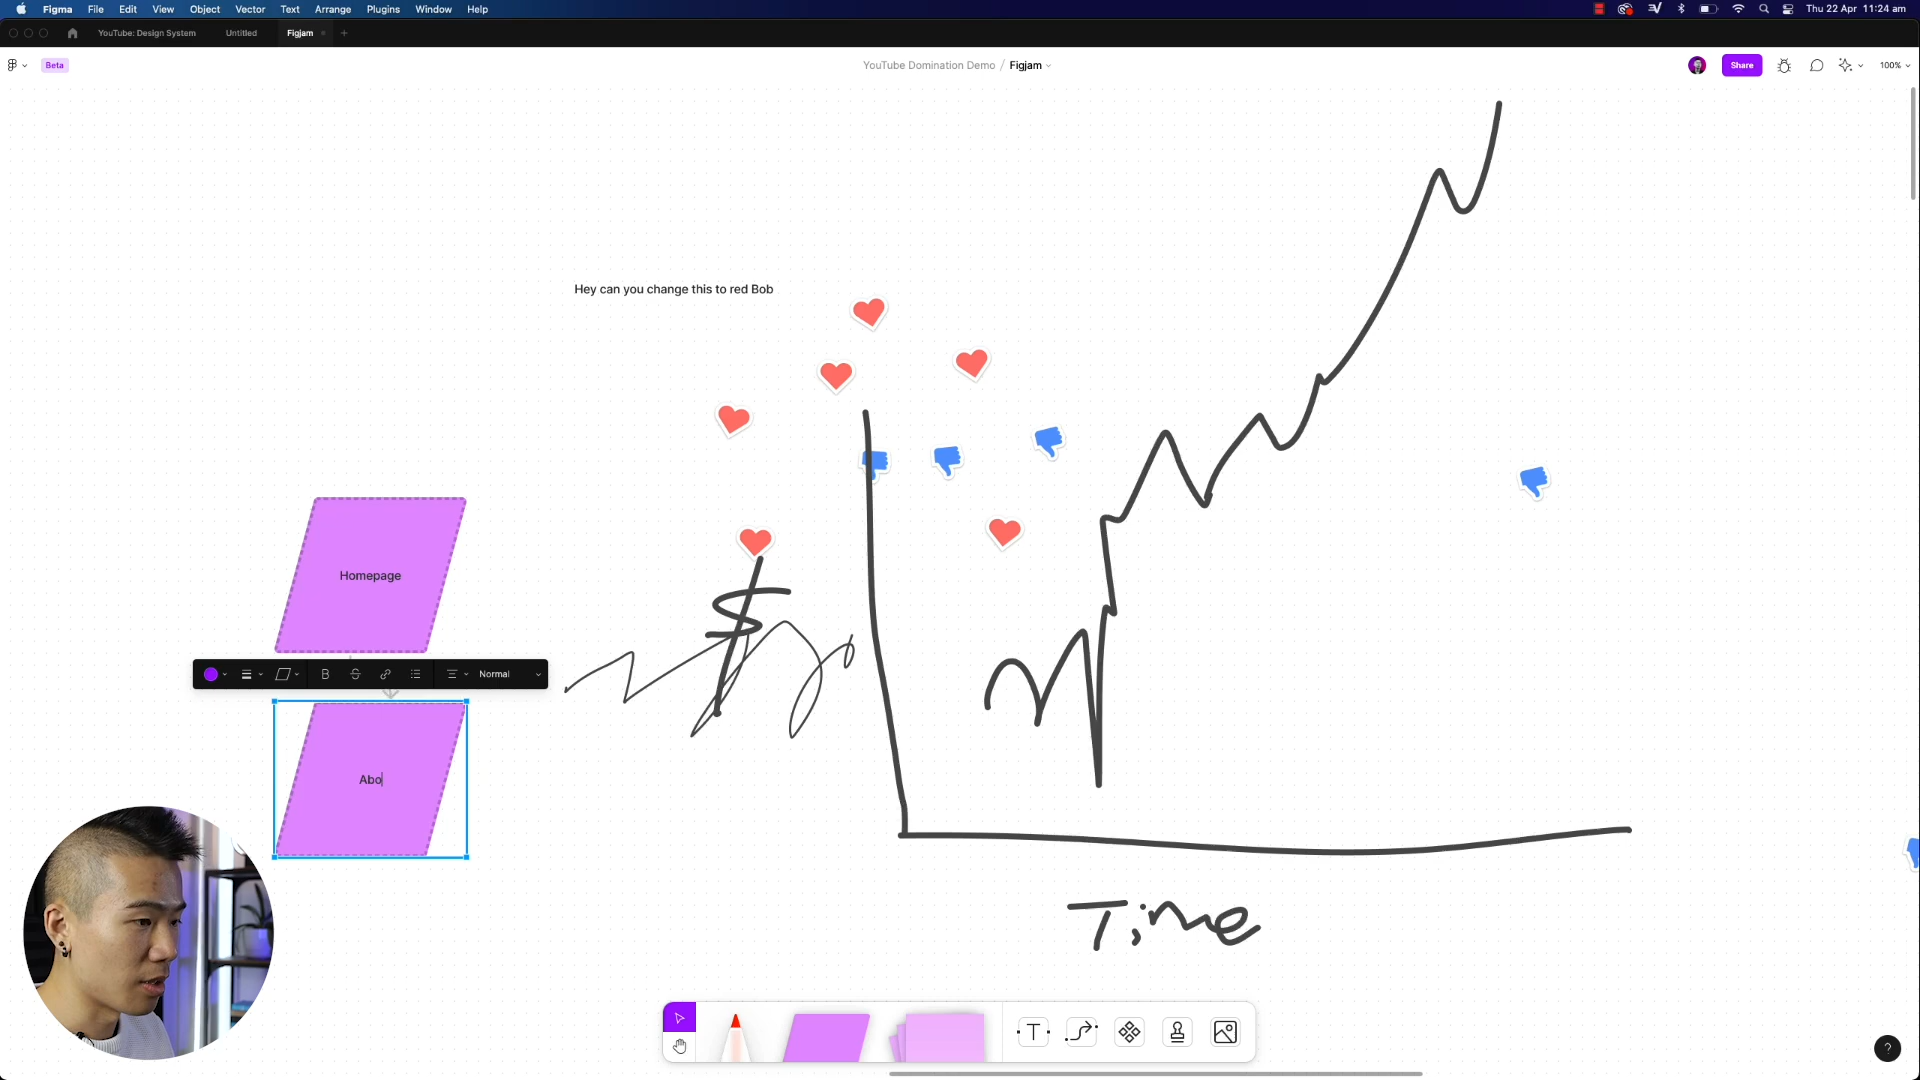 Figma File Edit View Object Vector Text Arrange Plugins Window Help
Thu 22 Apr 11:24 am
YouTube: Design System Untitled Figjam
Beta
YouTube Domination Demo / Figjam
Share
100%
Hey can you change this to red Bob
Homepage
$
B S Normal
Abo
Time
T
?